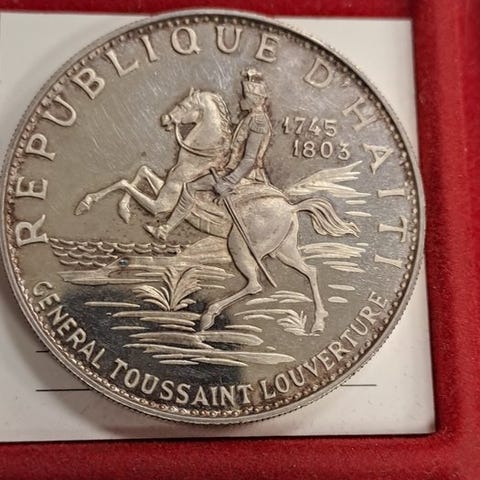 REPUBLIQUE D'HAITI
1745
1803
GENERAL TOUSSAINT LOUVERTURE